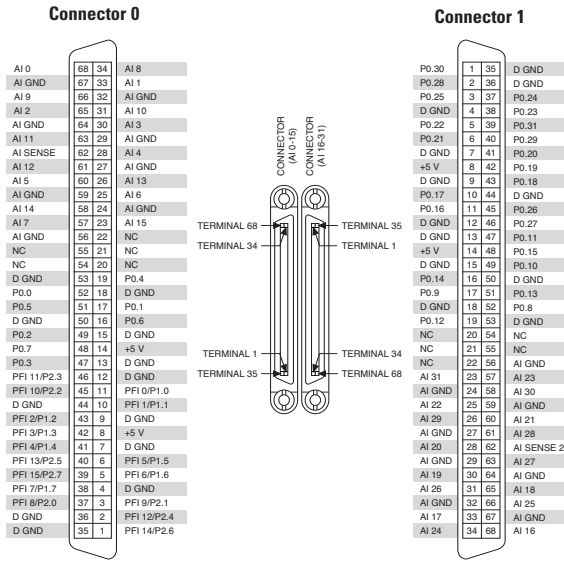 Connector 0
AI 0 68 34 AI 8
AI GND 67 33 AI 1
AI 9 66 32 AI GND
AI 2 65 31 AI 10
AI GND 64 30 AI 3
AI 11 63 29 AI GND
AI SENSE 62 28 AI 4
AI 12 61 27 AI GND
AI 5 60 26 AI 13
AI GND 59 25 AI 6
AI 14 58 24 AI GND
AI 7 57 23 AI 15
AI GND 56 22 NC
NC 55 21 NC
NC 54 20 NC
D GND 53 19 P0.4
P0.0 52 18 D GND
P0.5 51 17 P0.1
D GND 50 16 P0.6
P0.2 49 15 D GND
P0.7 48 14 +5 V
P0.3 47 13 D GND
PFI 11/P2.3 46 12 D GND
PFI 10/P2.2 45 11 PFI 0/P1.0
D GND 44 10 PFI 1/P1.1
PFI 2/P1.2 43 9 D GND
PFI 3/P1.3 42 8 +5 V
PFI 4/P1.4 41 7 D GND
PFI 13/P2.5 40 6 PFI 5/P1.5
PFI 15/P2.7 39 5 PFI 6/P1.6
PFI 7/P1.7 38 4 D GND
PFI 8/P2.0 37 3 PFI 9/P2.1
D GND 36 2 PFI 12/P2.4
D GND 35 1 PFI 14/P2.6
CONNECTOR
(AI 0-15)
CONNECTOR
(AI 16-31)
TERMINAL 68
TERMINAL 35
TERMINAL 34
TERMINAL 1
TERMINAL 1
TERMINAL 34
TERMINAL 35
TERMINAL 68
Connector 1
P0.30 1 35 D GND
P0.28 2 36 D GND
P0.25 3 37 P0.24
D GND 4 38 P0.23
P0.22 5 39 P0.31
P0.21 6 40 P0.29
D GND 7 41 P0.20
+5 V 8 42 P0.19
D GND 9 43 P0.18
P0.17 10 44 D GND
P0.16 11 45 P0.26
D GND 12 46 P0.27
D GND 13 47 P0.11
+5 V 14 48 P0.15
D GND 15 49 P0.10
P0.14 16 50 D GND
P0.9 17 51 P0.13
D GND 18 52 P0.8
P0.12 19 53 D GND
NC 20 54 NC
NC 21 55 NC
NC 22 56 AI GND
AI 31 23 57 AI 23
AI GND 24 58 AI 30
AI 22 25 59 AI GND
AI 29 26 60 AI 21
AI GND 27 61 AI 28
AI 20 28 62 AI SENSE 2
AI GND 29 63 AI 27
AI 19 30 64 AI GND
AI 26 31 65 AI 18
AI GND 32 66 AI 25
AI 17 33 67 AI GND
AI 24 34 68 AI 16